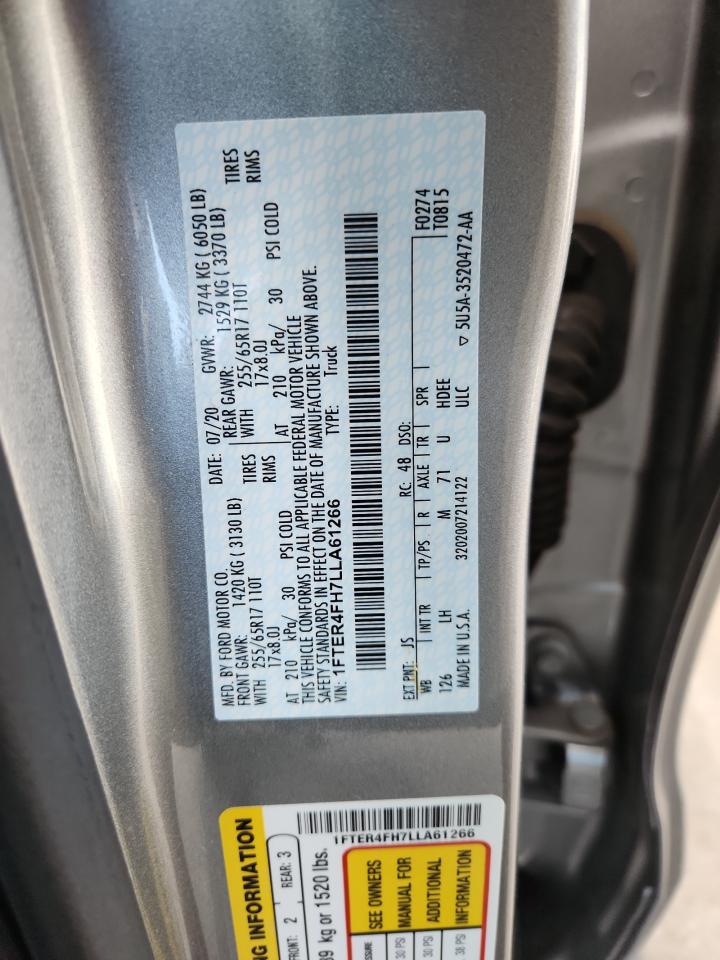 MFD. BY FORD MOTOR CO. DATE: 07/20 GVWR: 2744 KG ( 6050 LB)
FRONT GAWR: 1420 KG ( 3130 LB) REAR GAWR: 1529 KG ( 3370 LB)
WITH 255/65R17 110T TIRES WITH 255/65R17 110T TIRES
17x8.0J RIMS 17x8.0J RIMS
AT 210 kPa/ 30 PSI COLD AT 210 kPa/ 30 PSI COLD
THIS VEHICLE CONFORMS TO ALL APPLICABLE FEDERAL MOTOR VEHICLE
SAFETY STANDARDS IN EFFECT ON THE DATE OF MANUFACTURE SHOWN ABOVE.
VIN: 1FTER4FH7LLA61266 TYPE: Truck
EXT PNT: JS RC: 48 DSO: F0274
WB INT TR TP/PS R AXLE TR SPR T0815
126 LH M 71 U HDEE
MADE IN U.S.A. 3202007214122 ULC ▽ 5U5A-3520472-AA
INFORMATION
FRONT: 2 REAR: 3
kg or 1520 lbs.
1FTER4FH7LLA61266
SEE OWNERS
MANUAL FOR
ADDITIONAL
INFORMATION
30 PSI
30 PSI
38 PSI